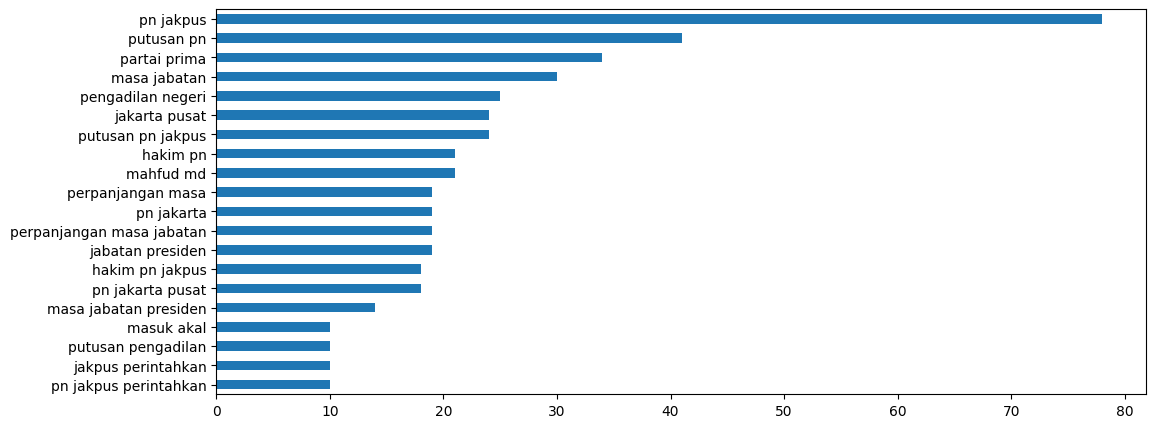 pn jakpus
putusan pn
partai prima
masa jabatan
pengadilan negeri
jakarta pusat
putusan pn jakpus
hakim pn
mahfud md
perpanjangan masa
pn jakarta
perpanjangan masa jabatan
jabatan presiden
hakim pn jakpus
pn jakarta pusat
masa jabatan presiden
masuk akal
putusan pengadilan
jakpus perintahkan
pn jakpus perintahkan
0 10 20 30 40 50 60 70 80